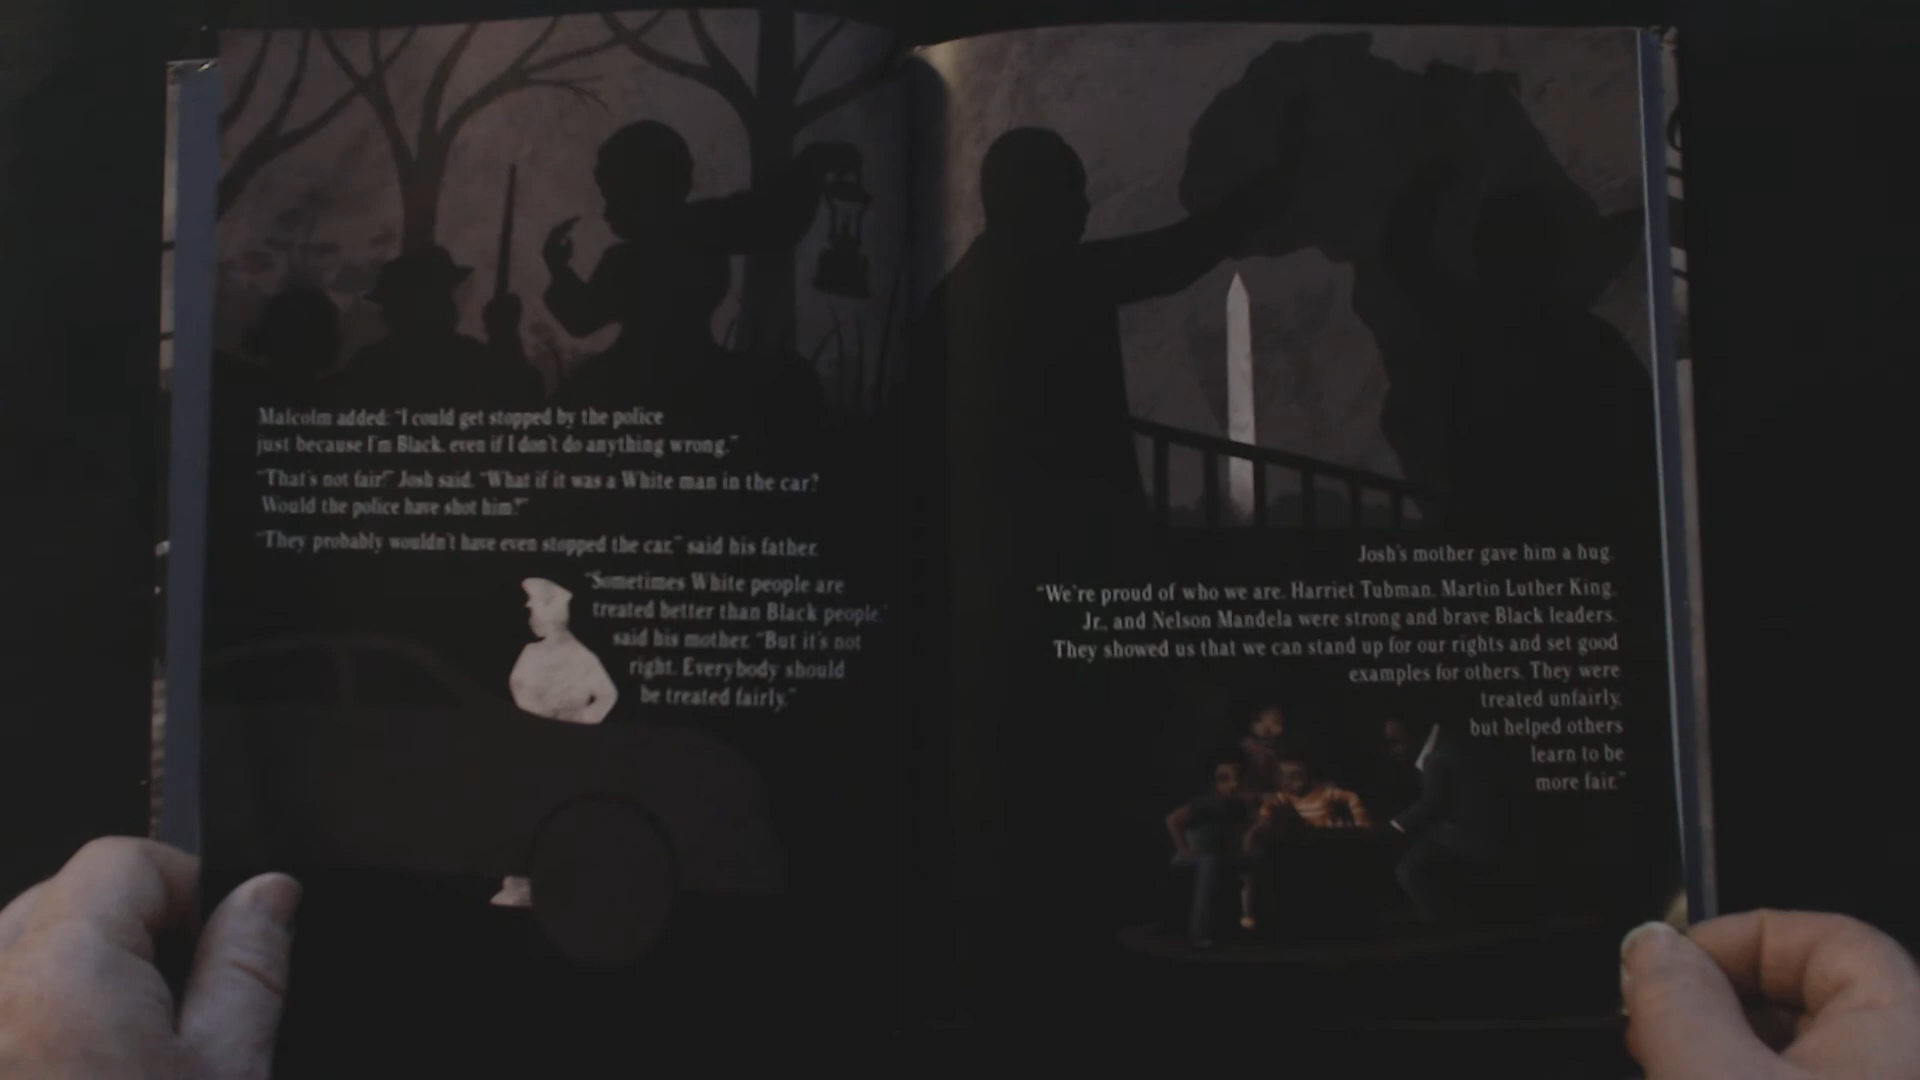 Malcolm added: "I could get stopped by the police
just because I'm Black, even if I don't do anything wrong."
"That's not fair!" Josh said. "What if it was a White man in the car?
Would the police have shot him?"
"They probably wouldn't have even stopped the car," said his father.
"Sometimes White people are
treated better than Black people,"
said his mother. "But it's not
right. Everybody should
be treated fairly."
Josh's mother gave him a hug.
"We're proud of who we are. Harriet Tubman, Martin Luther King,
Jr., and Nelson Mandela were strong and brave Black leaders.
They showed us that we can stand up for our rights and set good
examples for others. They were
treated unfairly,
but helped others
learn to be
more fair."